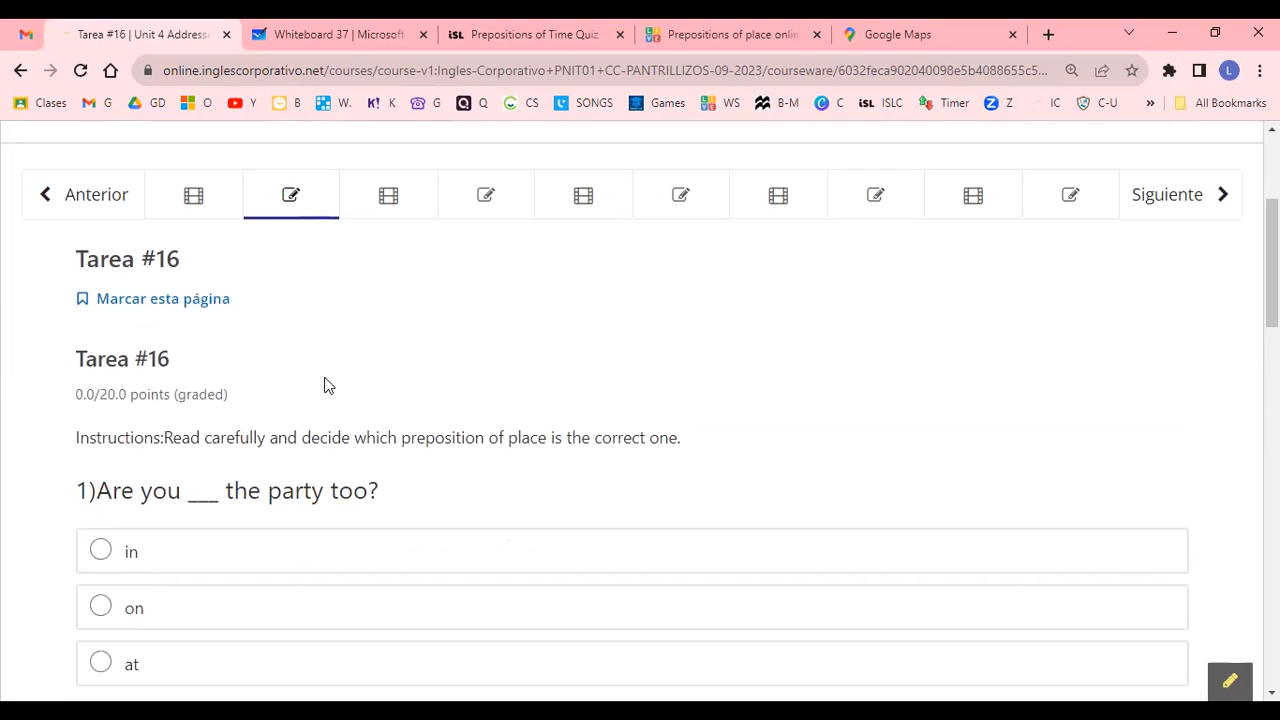 Tarea #16 | Unit 4 Address
Whiteboard 37 | Microsoft
iSL Prepositions of Time Quiz
Prepositions of place onlin
Google Maps
online.inglescorporativo.net/courses/course-v1:Ingles-Corporativo+PNIT01+CC-PANTRILLIZOS-09-2023/courseware/6032feca902040098e5b4088655c5...
L
Clases
G
GD
O
Y
B
W.
K! K
G
Q
CS
SONGS
Games
WS
B-M
C
iSL ISLC
Timer
Z
IC
C-U
»
All Bookmarks
Anterior
Siguiente
Tarea #16
Marcar esta página
Tarea #16
0.0/20.0 points (graded)
Instructions:Read carefully and decide which preposition of place is the correct one.
1)Are you ___ the party too?
in
on
at